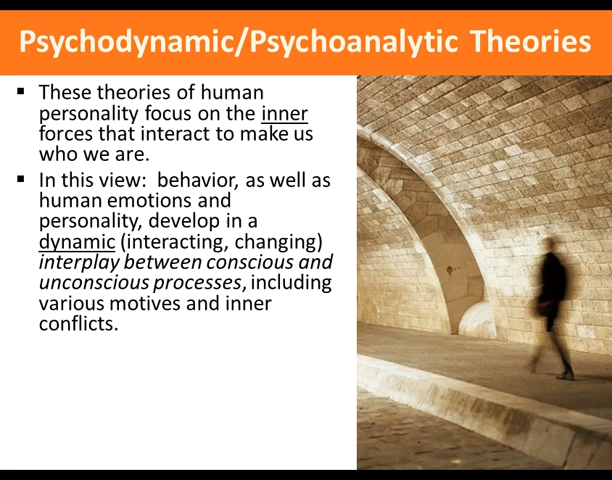 Psychodynamic/Psychoanalytic Theories
▪ These theories of human
personality focus on the inner
forces that interact to make us
who we are.
▪ In this view:  behavior, as well as
human emotions and
personality, develop in a
dynamic (interacting, changing)
interplay between conscious and
unconscious processes, including
various motives and inner
conflicts.